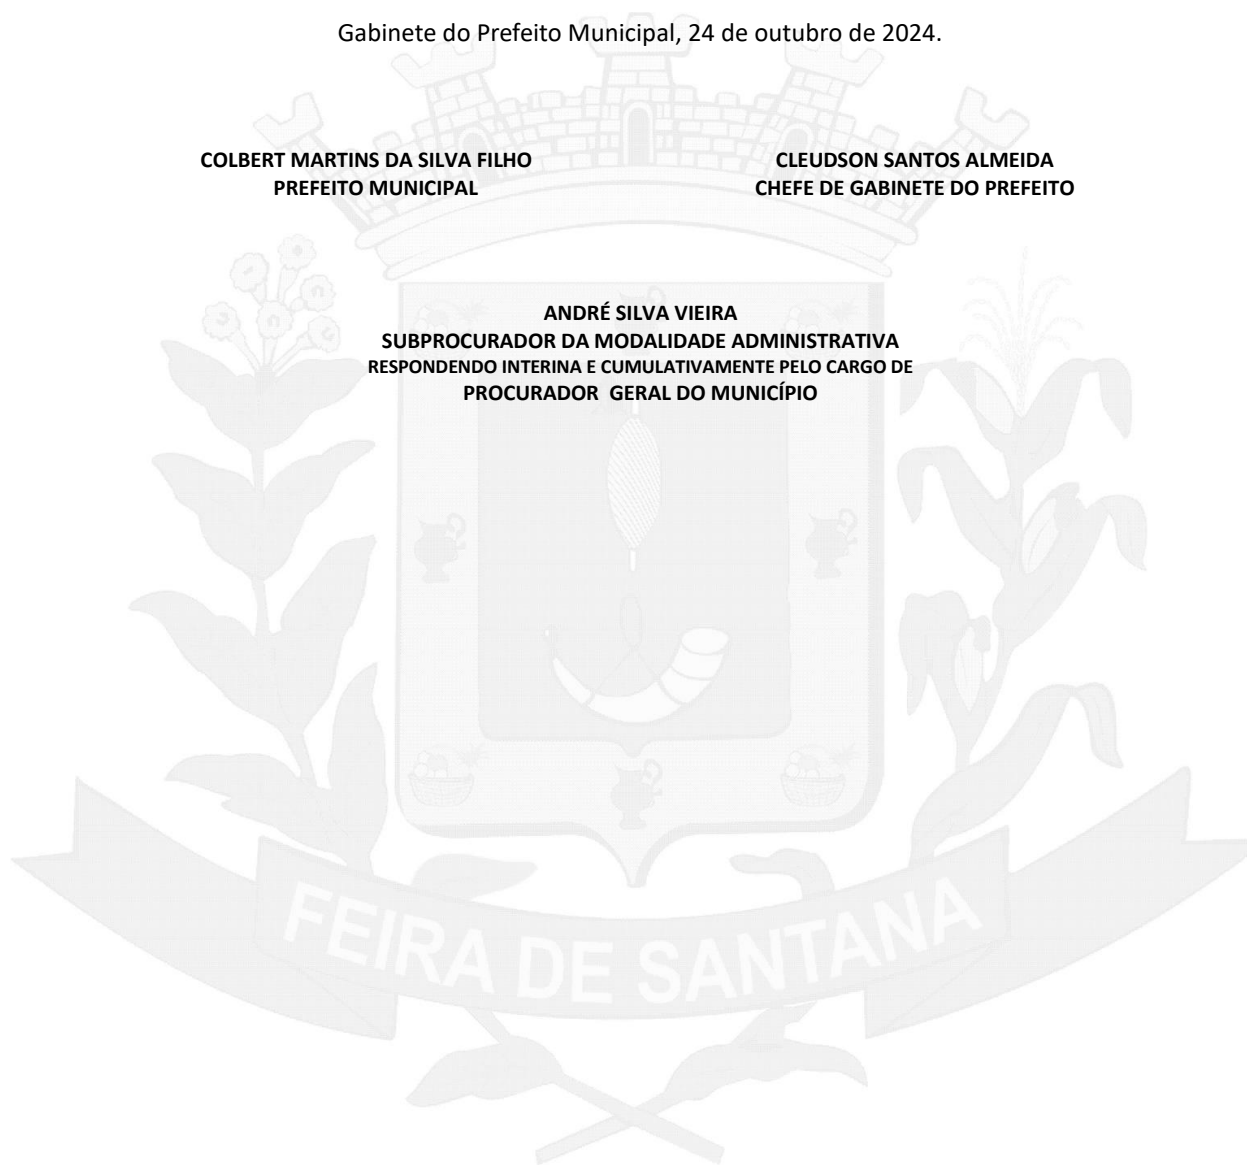 Gabinete do Prefeito Municipal, 24 de outubro de 2024.
COLBERT MARTINS DA SILVA FILHO
PREFEITO MUNICIPAL
CLEUDSON SANTOS ALMEIDA
CHEFE DE GABINETE DO PREFEITO
ANDRÉ SILVA VIEIRA
SUBPROCURADOR DA MODALIDADE ADMINISTRATIVA
RESPONDENDO INTERINA E CUMULATIVAMENTE PELO CARGO DE
PROCURADOR GERAL DO MUNICÍPIO
FEIRA DE SANTANA